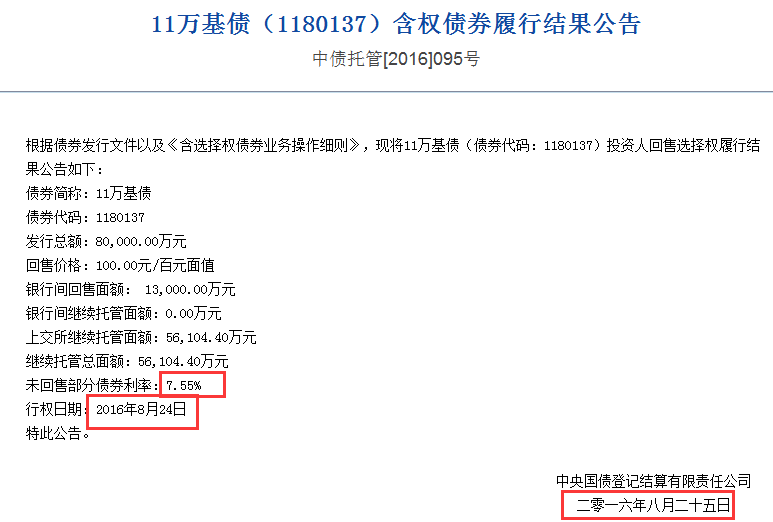 11万基债（1180137）含权债券履行结果公告
中债托管[2016]095号
根据债券发行文件以及《含选择权债券业务操作细则》，现将11万基债（债券代码：1180137）投资人回售选择权履行结
果公告如下：
债券简称：11万基债
债券代码：1180137
发行总额：80,000.00万元
回售价格：100.00元/百元面值
银行间回售面额： 13,000.00万元
银行间继续托管面额：0.00万元
上交所继续托管面额：56,104.40万元
继续托管总面额：56,104.40万元
未回售部分债券利率：7.55%
行权日期：2016年8月24日
特此公告。
中央国债登记结算有限责任公司
二零一六年八月二十五日